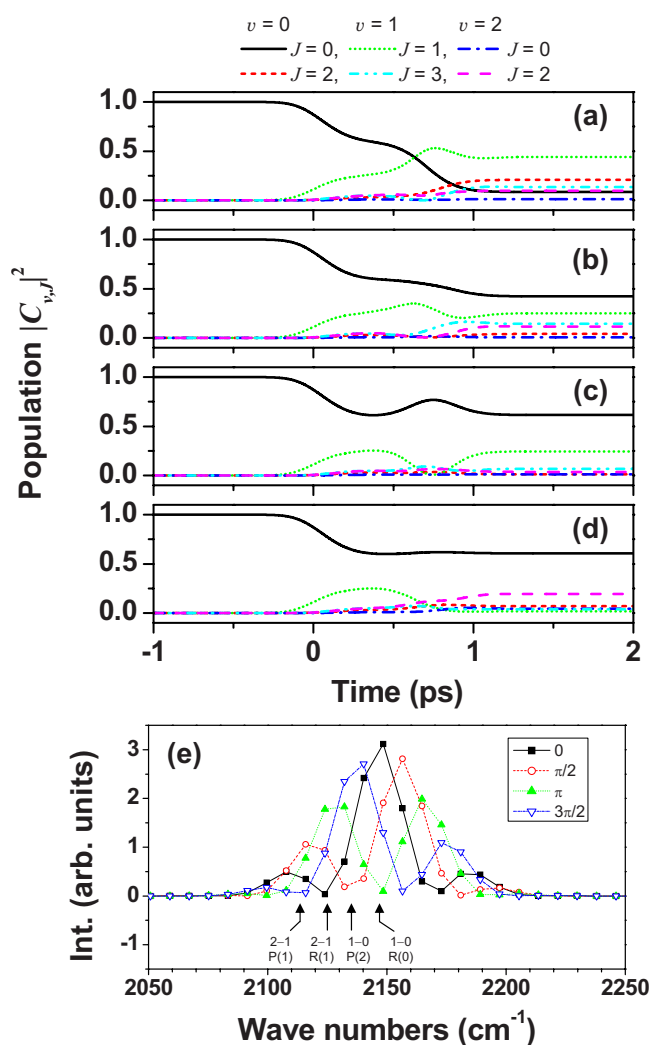 v = 0 v = 1 v = 2
J = 0, J = 1, J = 0
J = 2, J = 3, J = 2
Population |C_{v,J}|^2
1.0
0.5
0.0
(a)
1.0
0.5
0.0
(b)
1.0
0.5
0.0
(c)
1.0
0.5
0.0
(d)
-1 0 1 2
Time (ps)
(e)
Int. (arb. units)
3
2
1
0
-1
0
π/2
π
3π/2
2–1 2–1 1–0 1–0
P(1) R(1) P(2) R(0)
2050 2100 2150 2200 2250
Wave numbers (cm⁻¹)